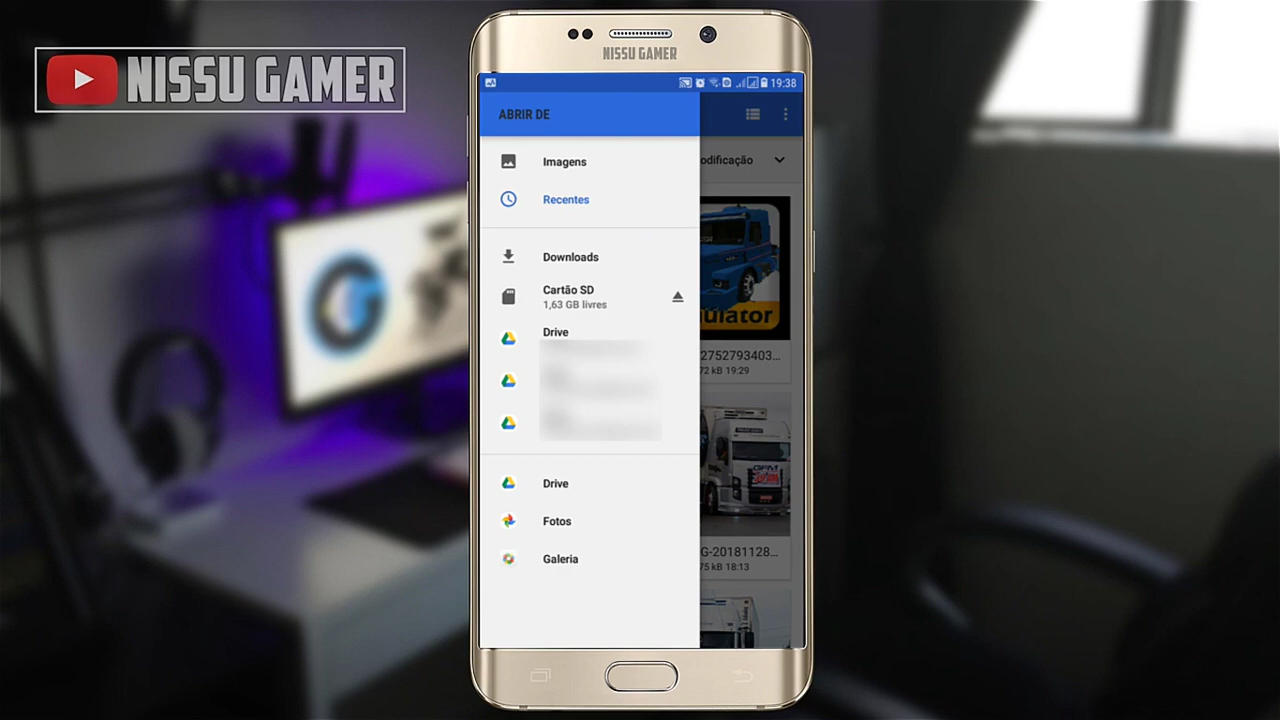 NISSU GAMER
NISSU GAMER
19:38
ABRIR DE
odificação
Imagens
Recentes
Downloads
Cartão SD
1,63 GB livres
Drive
Drive
Fotos
Galeria
ulator
2752793403...
72 kB 19:29
G-20181128...
75 kB 18:13